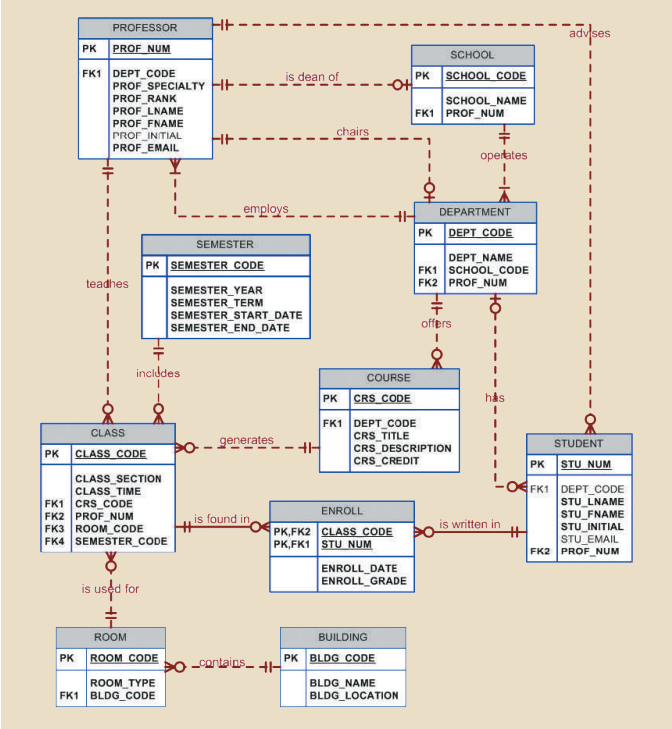 PROFESSOR
PK PROF_NUM
FK1 DEPT_CODE
PROF_SPECIALTY
PROF_RANK
PROF_LNAME
PROF_FNAME
PROF_INITIAL
PROF_EMAIL
advises
is dean of
SCHOOL
PK SCHOOL_CODE
SCHOOL_NAME
FK1 PROF_NUM
chairs
operates
employs
DEPARTMENT
PK DEPT_CODE
DEPT_NAME
FK1 SCHOOL_CODE
FK2 PROF_NUM
SEMESTER
PK SEMESTER_CODE
SEMESTER_YEAR
SEMESTER_TERM
SEMESTER_START_DATE
SEMESTER_END_DATE
teaches
includes
offers
has
COURSE
PK CRS_CODE
FK1 DEPT_CODE
CRS_TITLE
CRS_DESCRIPTION
CRS_CREDIT
generates
CLASS
PK CLASS_CODE
CLASS_SECTION
CLASS_TIME
FK1 CRS_CODE
FK2 PROF_NUM
FK3 ROOM_CODE
FK4 SEMESTER_CODE
is found in
ENROLL
PK,FK2 CLASS_CODE
PK,FK1 STU_NUM
ENROLL_DATE
ENROLL_GRADE
is written in
STUDENT
PK STU_NUM
FK1 DEPT_CODE
STU_LNAME
STU_FNAME
STU_INITIAL
STU_EMAIL
FK2 PROF_NUM
is used for
ROOM
PK ROOM_CODE
ROOM_TYPE
FK1 BLDG_CODE
contains
BUILDING
PK BLDG_CODE
BLDG_NAME
BLDG_LOCATION